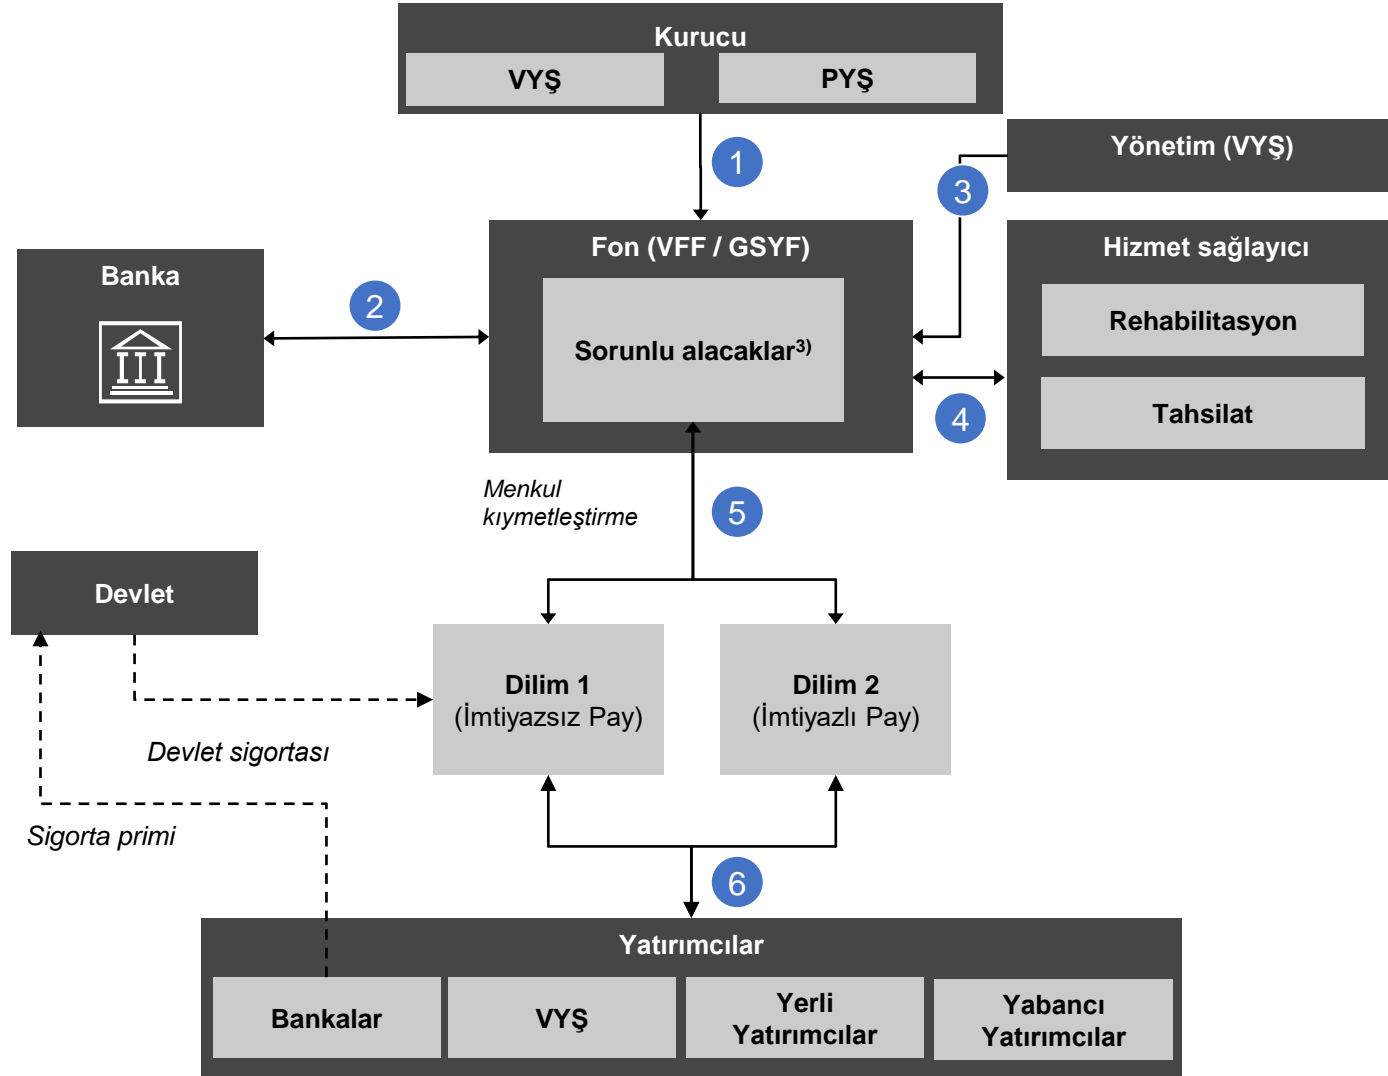 Kurucu
VYŞ
PYŞ
1
Yönetim (VYŞ)
3
Fon (VFF / GSYF)
Hizmet sağlayıcı
Banka
2
Rehabilitasyon
Sorunlu alacaklar3)
4
Tahsilat
Menkul
kıymetleştirme
5
Devlet
Dilim 1
(İmtiyazsız Pay)
Dilim 2
(İmtiyazlı Pay)
Devlet sigortası
Sigorta primi
6
Yatırımcılar
Bankalar
VYŞ
Yerli
Yatırımcılar
Yabancı
Yatırımcılar